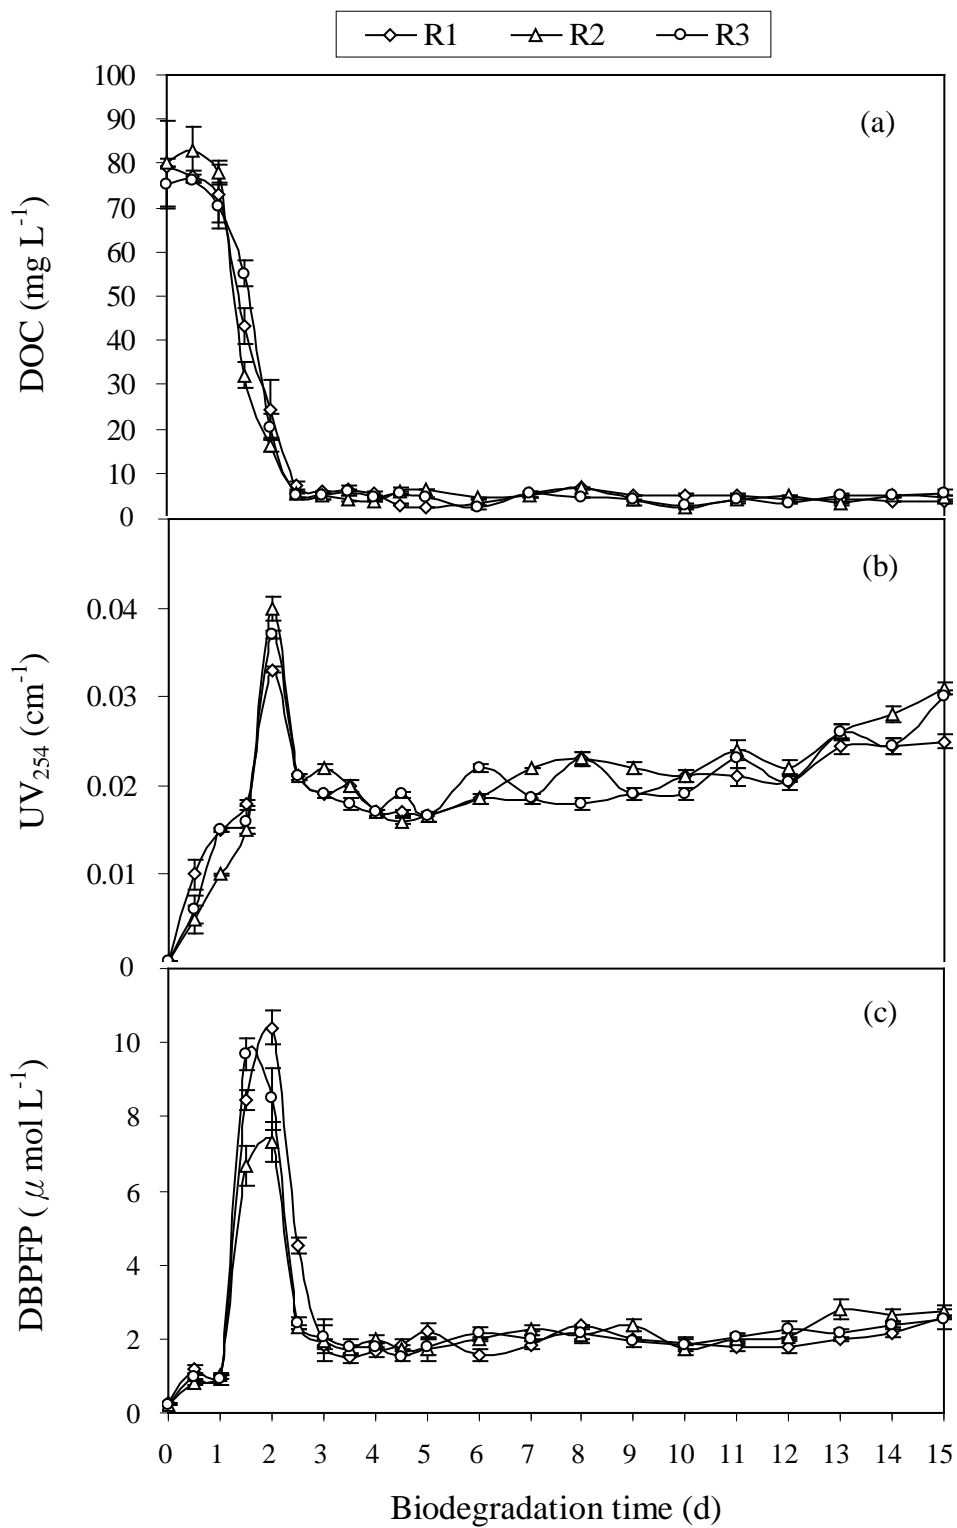 R1 R2 R3
100
90
80
70
60
50
40
30
20
10
0
DOC (mg L⁻¹)
(a)
0.04
0.03
0.02
0.01
0
UV₂₅₄ (cm⁻¹)
(b)
10
8
6
4
2
0
DBPFP (μ mol L⁻¹)
(c)
0 1 2 3 4 5 6 7 8 9 10 11 12 13 14 15
Biodegradation time (d)